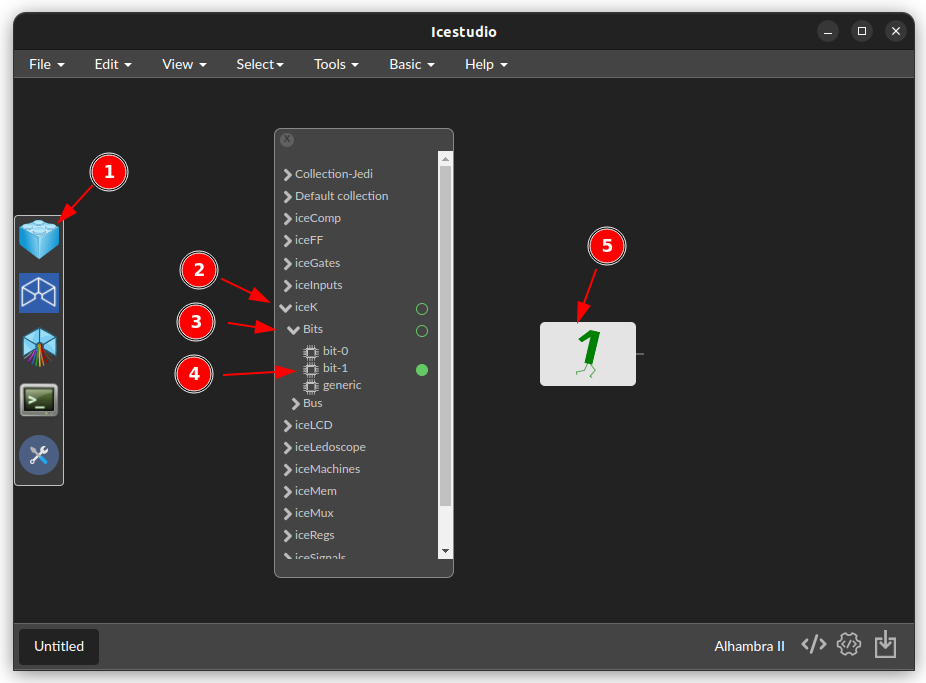 Icestudio
File Edit View Select Tools Basic Help
1
X
Collection-Jedi
Default collection
iceComp
iceFF
iceGates
iceInputs
2
iceK
3
Bits
bit-0
4
bit-1
generic
Bus
iceLCD
iceLedoscope
iceMachines
iceMem
iceMux
iceRegs
iceSignals
5
1
>_
Untitled
Alhambra II </> </>